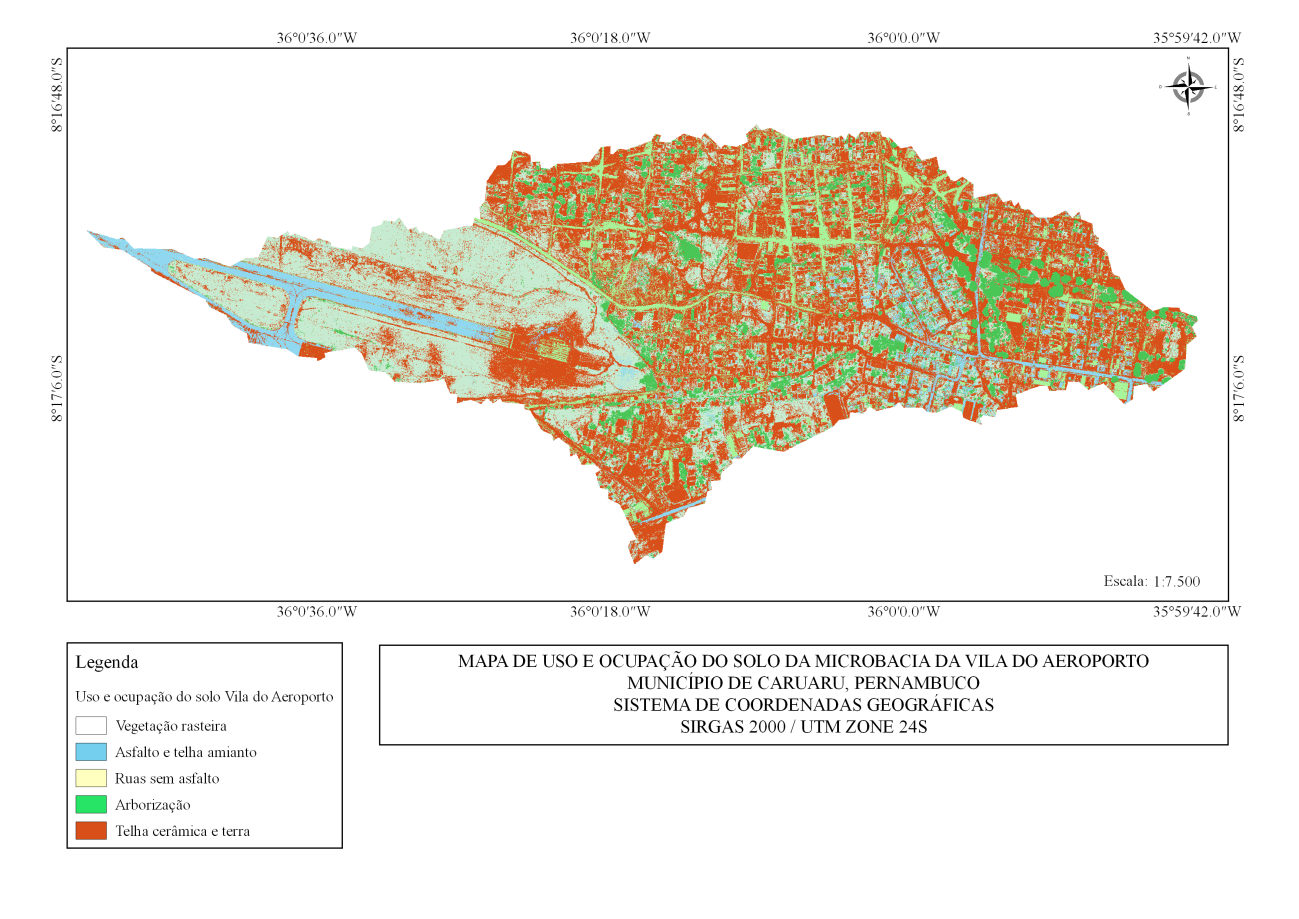 36°0'36.0"W 36°0'18.0"W 36°0'0.0"W 35°59'42.0"W
8°16'48.0"S
8°16'48.0"S
N
O
L
S
8°17'6.0"S
8°17'6.0"S
Escala: 1:7.500
36°0'36.0"W 36°0'18.0"W 36°0'0.0"W 35°59'42.0"W
Legenda
Uso e ocupação do solo Vila do Aeroporto
Vegetação rasteira
Asfalto e telha amianto
Ruas sem asfalto
Arborização
Telha cerâmica e terra
MAPA DE USO E OCUPAÇÃO DO SOLO DA MICROBACIA DA VILA DO AEROPORTO
MUNICÍPIO DE CARUARU, PERNAMBUCO
SISTEMA DE COORDENADAS GEOGRÁFICAS
SIRGAS 2000 / UTM ZONE 24S